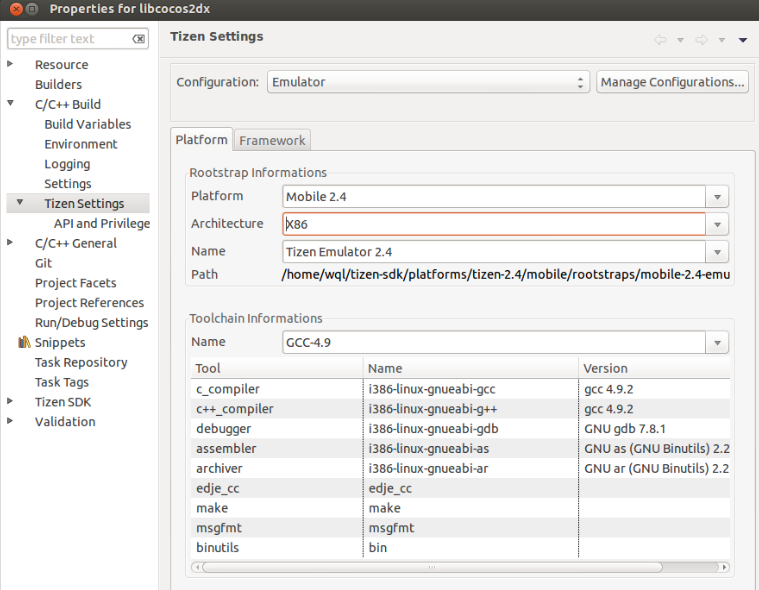 Properties for libcocos2dx
type filter text
Resource
Builders
C/C++ Build
Build Variables
Environment
Logging
Settings
Tizen Settings
API and Privilege
C/C++ General
Git
Project Facets
Project References
Run/Debug Settings
Snippets
Task Repository
Task Tags
Tizen SDK
Validation
Tizen Settings
Configuration: Emulator Manage Configurations...
Platform Framework
Rootstrap Informations
Platform Mobile 2.4
Architecture X86
Name Tizen Emulator 2.4
Path /home/wql/tizen-sdk/platforms/tizen-2.4/mobile/rootstraps/mobile-2.4-emu
Toolchain Informations
Name GCC-4.9
Tool Name Version
c_compiler i386-linux-gnueabi-gcc gcc 4.9.2
c++_compiler i386-linux-gnueabi-g++ gcc 4.9.2
debugger i386-linux-gnueabi-gdb GNU gdb 7.8.1
assembler i386-linux-gnueabi-as GNU as (GNU Binutils) 2.2
archiver i386-linux-gnueabi-ar GNU ar (GNU Binutils) 2.2
edje_cc edje_cc
make make
msgfmt msgfmt
binutils bin